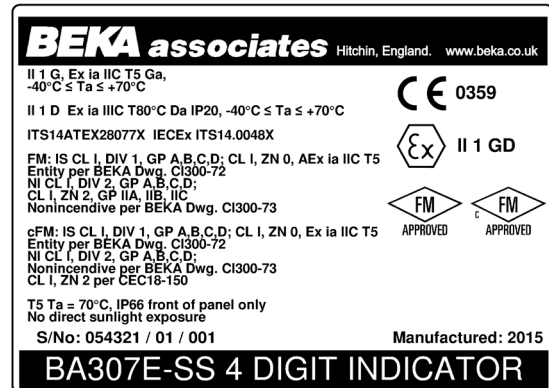 BEKA associates Hitchin, England. www.beka.co.uk
II 1 G, Ex ia IIC T5 Ga,
-40°C ≤ Ta ≤ +70°C
II 1 D Ex ia IIIC T80°C Da IP20, -40°C ≤ Ta ≤ +70°C
ITS14ATEX28077X IECEx ITS14.0048X
FM: IS CL I, DIV 1, GP A,B,C,D; CL I, ZN 0, AEx ia IIC T5
Entity per BEKA Dwg. CI300-72
NI CL I, DIV 2, GP A,B,C,D;
CL I, ZN 2, GP IIA, IIB, IIC
Nonincendive per BEKA Dwg. CI300-73
cFM: IS CL I, DIV 1, GP A,B,C,D; CL I, ZN 0, Ex ia IIC T5
Entity per BEKA Dwg. CI300-72
NI CL I, DIV 2, GP A,B,C,D;
Nonincendive per BEKA Dwg. CI300-73
CL I, ZN 2 per CEC18-150
T5 Ta = 70°C, IP66 front of panel only
No direct sunlight exposure
CE 0359
Ex II 1 GD
FM APPROVED
C FM APPROVED
S/No: 054321 / 01 / 001
Manufactured: 2015
BA307E-SS 4 DIGIT INDICATOR